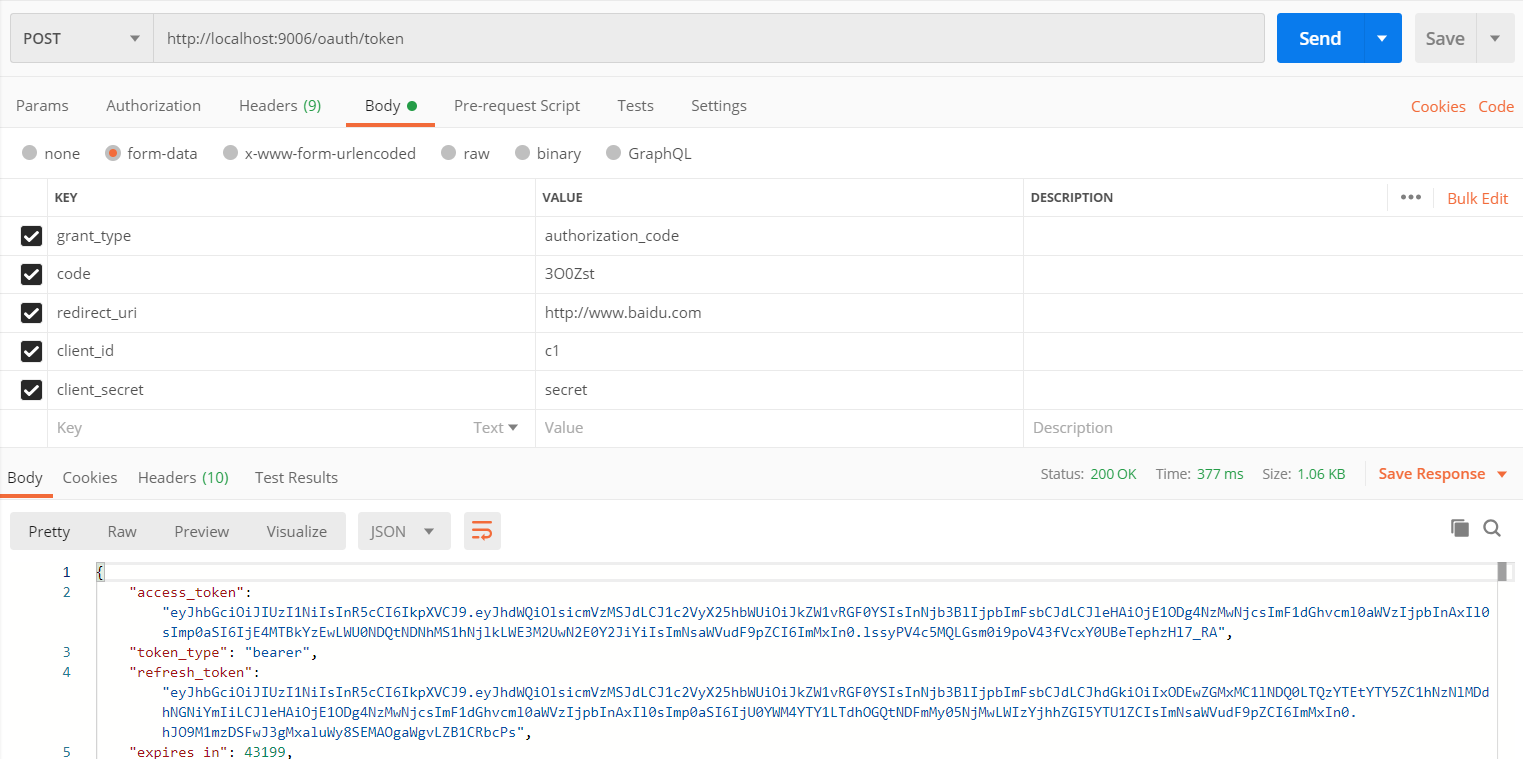 POST http://localhost:9006/oauth/token Send Save
Params Authorization Headers (9) Body Pre-request Script Tests Settings Cookies Code
none form-data x-www-form-urlencoded raw binary GraphQL
KEY VALUE DESCRIPTION ••• Bulk Edit
grant_type authorization_code
code 3O0Zst
redirect_uri http://www.baidu.com
client_id c1
client_secret secret
Key Text Value Description
Body Cookies Headers (10) Test Results Status: 200 OK Time: 377 ms Size: 1.06 KB Save Response
Pretty Raw Preview Visualize JSON
1 {
2 "access_token":
"eyJhbGciOiJIUzI1NiIsInR5cCI6IkpXVCJ9.eyJhdWQiOlsicmVzMSJdLCJ1c2VyX25hbWUiOiJkZW1vRGF0YSIsInNjb3BlIjpbImFsbCJdLCJleHAiOjE1ODg4NzMwNjcsImF1dGhvcml0aWVzIjpbInAxIl0
sImp0aSI6IjE4MTBkYzEwLWU0NDQtNDNhMS1hNjlkLWE3M2UwN2E0Y2JiYiIsImNsaWVudF9pZCI6ImMxIn0.lssyPV4c5MQLGsm0i9poV43fVcxY0UBeTephzHl7_RA",
3 "token_type": "bearer",
4 "refresh_token":
"eyJhbGciOiJIUzI1NiIsInR5cCI6IkpXVCJ9.eyJhdWQiOlsicmVzMSJdLCJ1c2VyX25hbWUiOiJkZW1vRGF0YSIsInNjb3BlIjpbImFsbCJdLCJhdGkiOiIxODEwZGMxMC1lNDQ0LTQzYTEtYTY5ZC1hNzNlMDd
hNGNiYmIiLCJleHAiOjE1ODg4NzMwNjcsImF1dGhvcml0aWVzIjpbInAxIl0sImp0aSI6IjU0YWM4YTY1LTdhOGQtNDFmMy05NjMwLWIzYjhhZGI5YTU1ZCIsImNsaWVudF9pZCI6ImMxIn0.
hJO9M1mzDSFwJ3gMxaluWy8SEMAOgaWgvLZB1CRbcPs",
5 "expires_in": 43199,